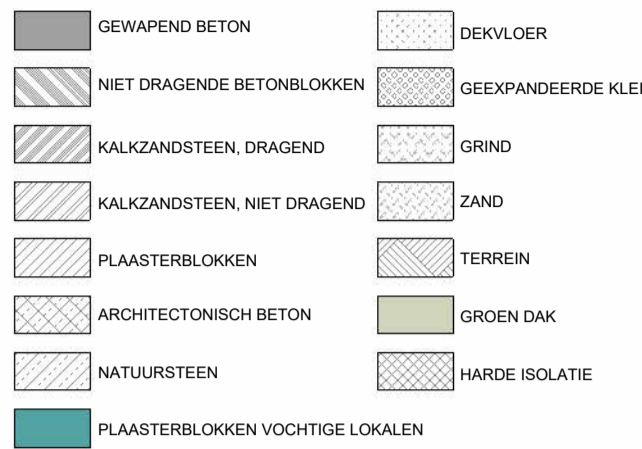 GEWAPEND BETON
NIET DRAGENDE BETONBLOKKEN
KALKZANDSTEEN, DRAGEND
KALKZANDSTEEN, NIET DRAGEND
PLAASTERBLOKKEN
ARCHITECTONISCH BETON
NATUURSTEEN
PLAASTERBLOKKEN VOCHTIGE LOKALEN
DEKVLOER
GEEXPANDEERDE KLEI
GRIND
ZAND
TERREIN
GROEN DAK
HARDE ISOLATIE